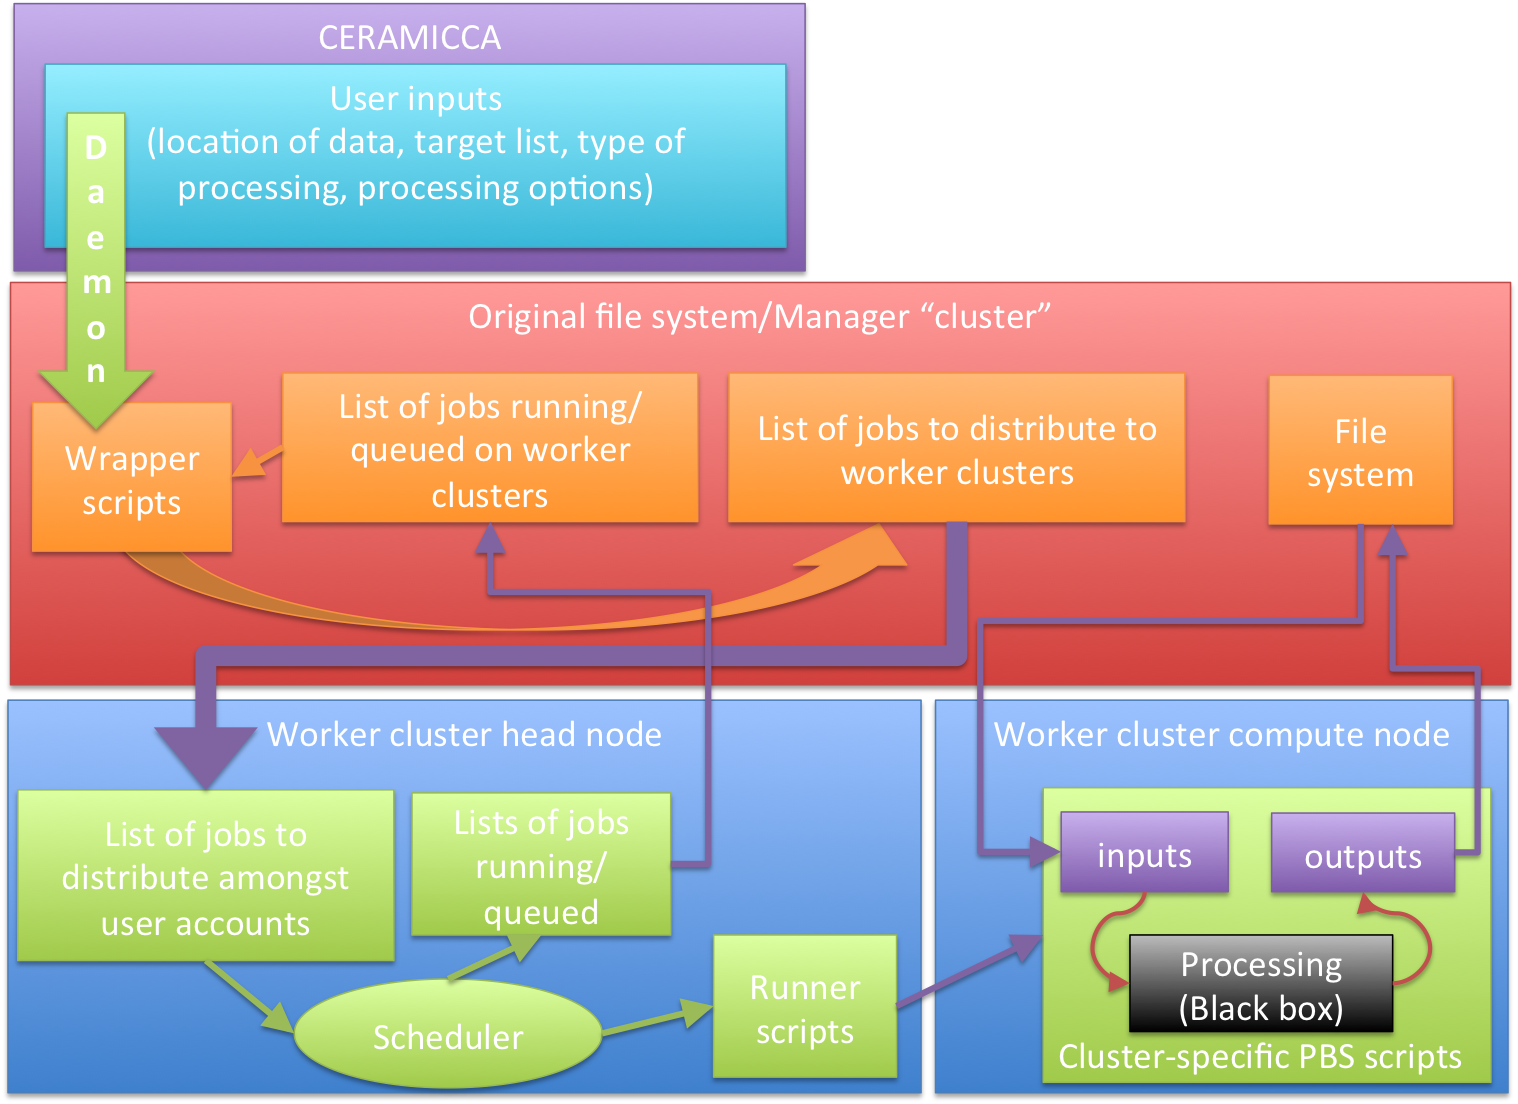 CERAMICCA
User inputs
(location of data, target list, type of
processing, processing options)
Daemon
Original file system/Manager “cluster”
Wrapper
scripts
List of jobs running/
queued on worker
clusters
List of jobs to distribute to
worker clusters
File
system
Worker cluster head node
List of jobs to
distribute amongst
user accounts
Lists of jobs
running/
queued
Scheduler
Runner
scripts
Worker cluster compute node
inputs
outputs
Processing
(Black box)
Cluster-specific PBS scripts